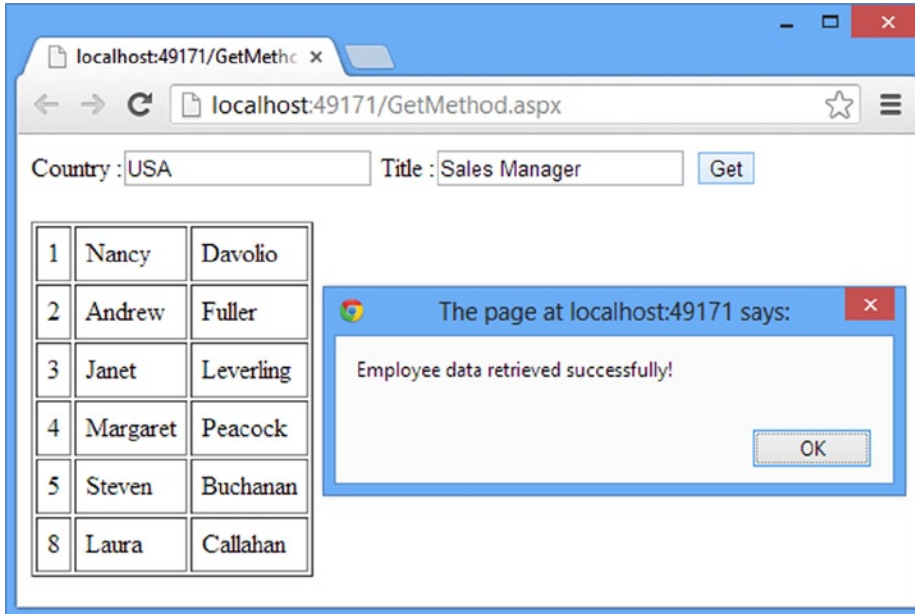 localhost:49171/GetMethc
localhost:49171/GetMethod.aspx
Country : USA Title : Sales Manager Get
1 Nancy Davolio
2 Andrew Fuller
The page at localhost:49171 says:
3 Janet Leverling
Employee data retrieved successfully!
4 Margaret Peacock
OK
5 Steven Buchanan
8 Laura Callahan